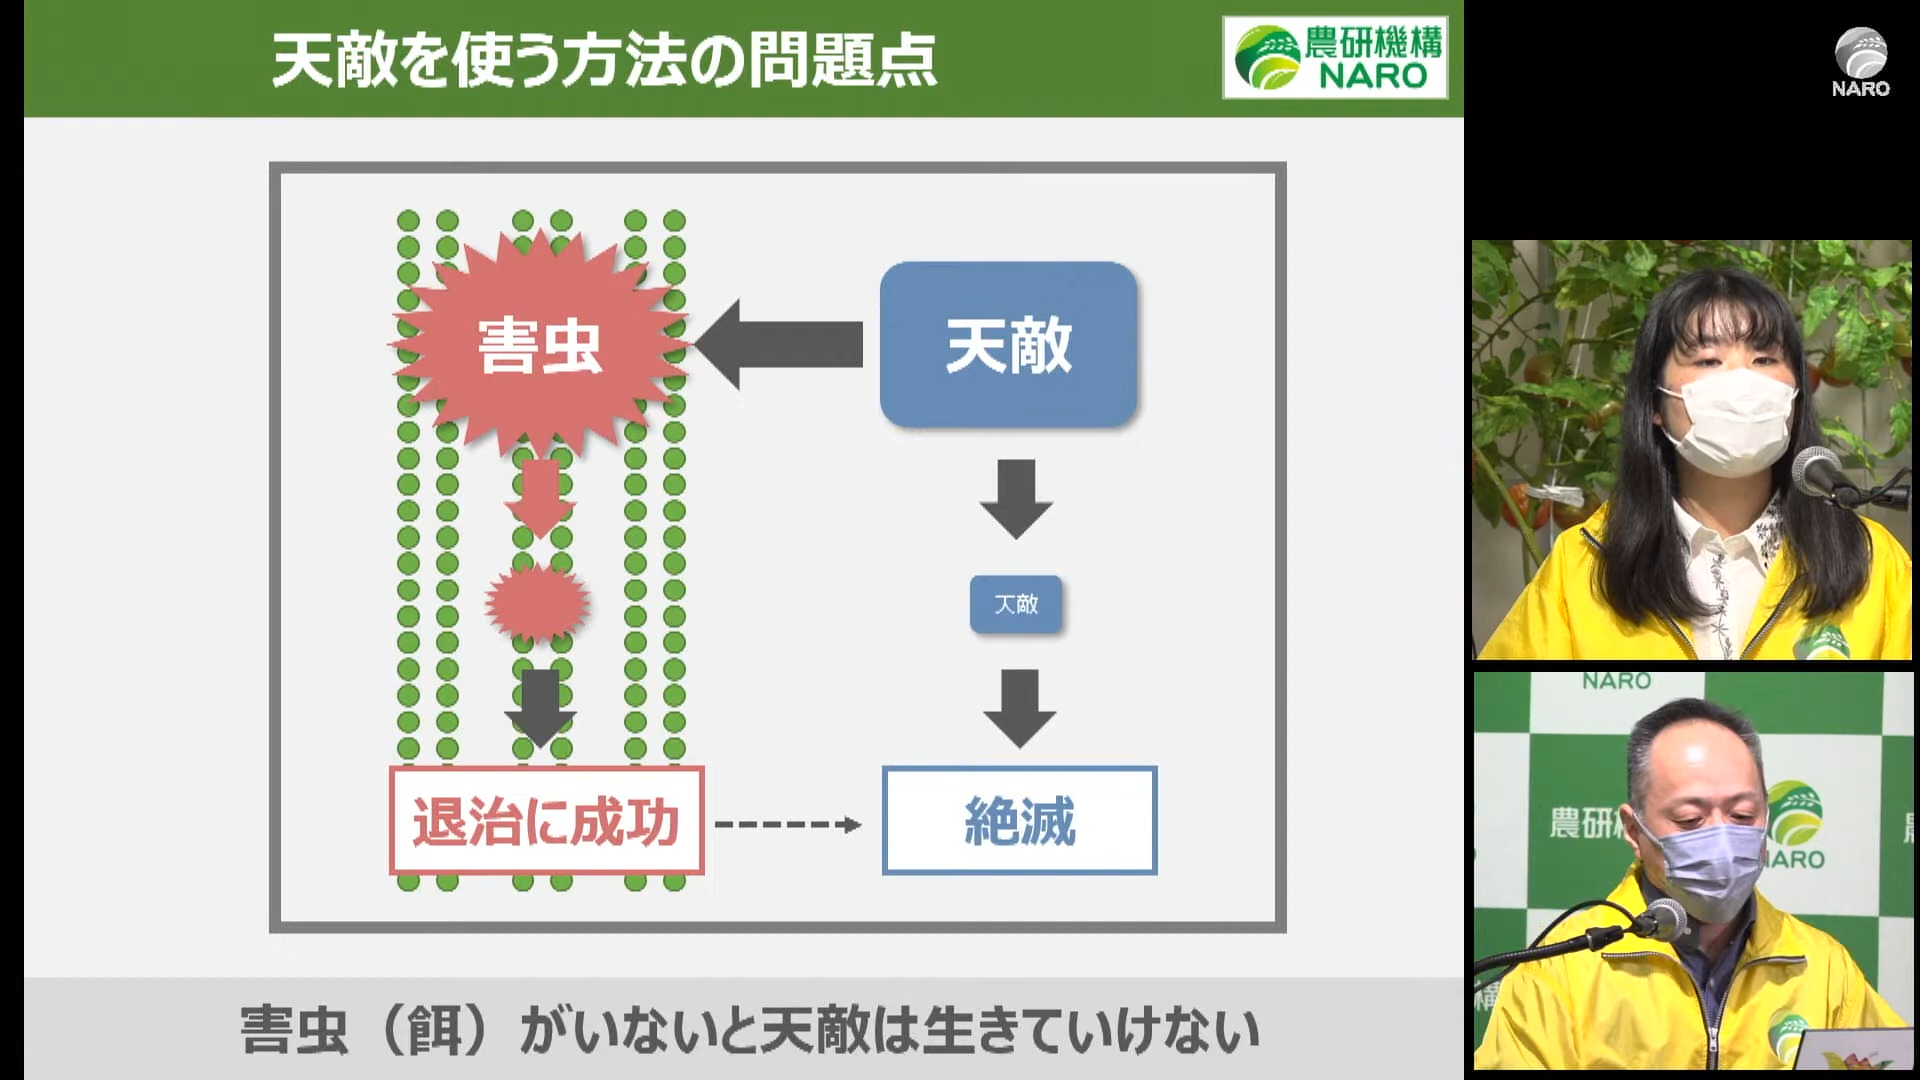 天敵を使う方法の問題点
農研機構
NARO
NARO
害虫
天敵
天敵
退治に成功
絶滅
害虫（餌）がいないと天敵は生きていけない
NARO
農研
NARO